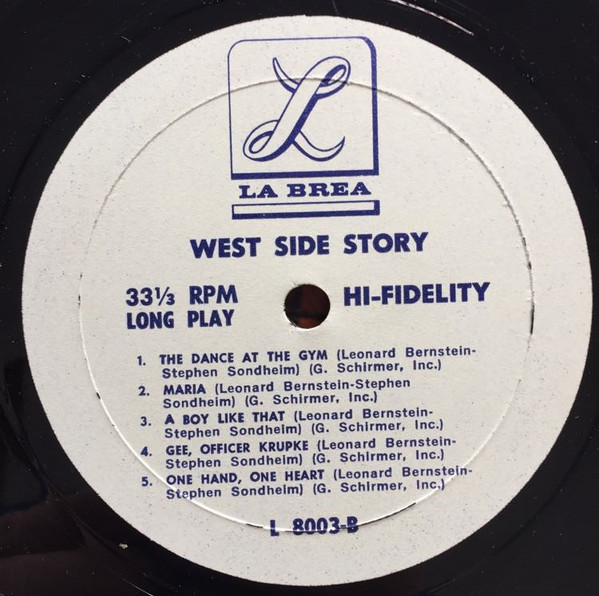 L
LA BREA
WEST SIDE STORY
33⅓ RPM HI-FIDELITY
LONG PLAY
1. THE DANCE AT THE GYM (Leonard Bernstein-
Stephen Sondheim) (G. Schirmer, Inc.)
2. MARIA (Leonard Bernstein-Stephen
Sondheim) (G. Schirmer, Inc.)
3. A BOY LIKE THAT (Leonard Bernstein-
Stephen Sondheim) (G. Schirmer, Inc.)
4. GEE, OFFICER KRUPKE (Leonard Bernstein-
Stephen Sondheim) (G. Schirmer, Inc.)
5. ONE HAND, ONE HEART (Leonard Bernstein-
Stephen Sondheim) (G. Schirmer, Inc.)
L 8003-B